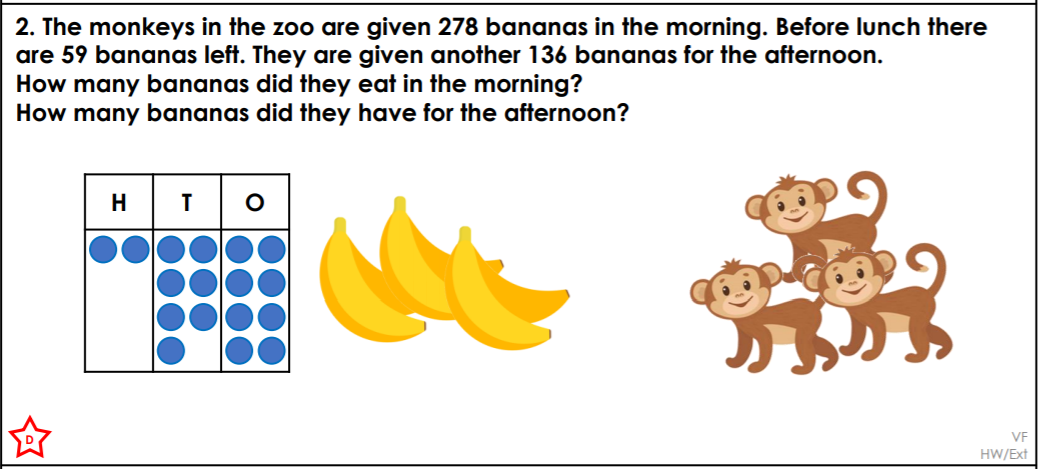 2. The monkeys in the zoo are given 278 bananas in the morning. Before lunch there
are 59 bananas left. They are given another 136 bananas for the afternoon.
How many bananas did they eat in the morning?
How many bananas did they have for the afternoon?
H T O
D
VF
HW/Ext